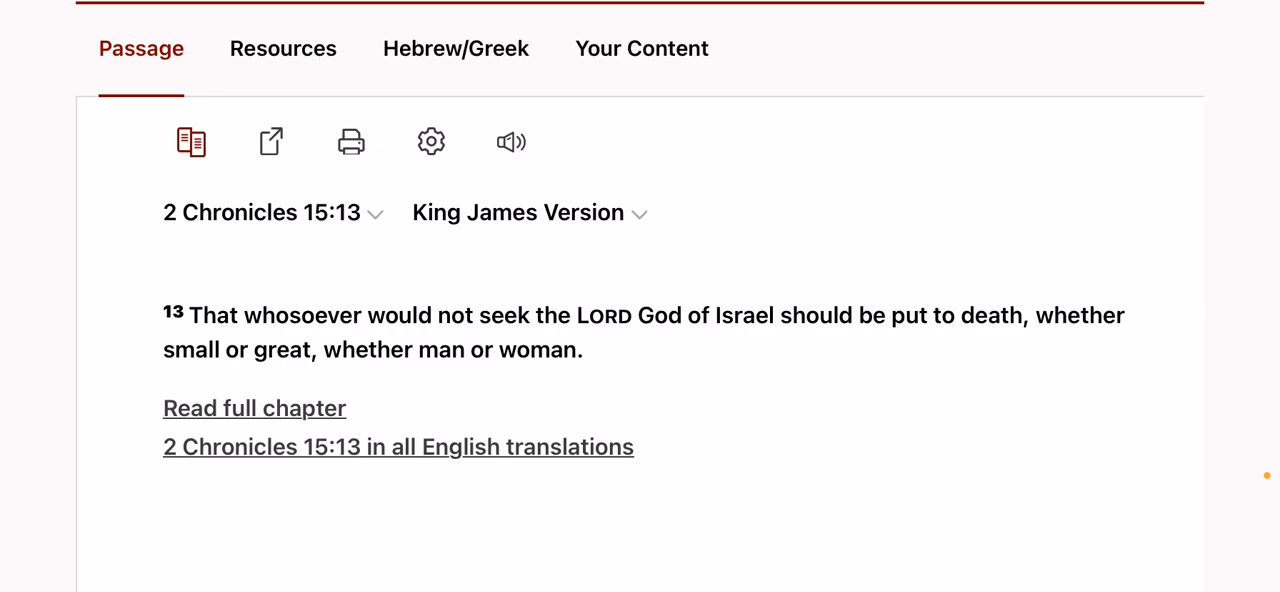 Passage Resources Hebrew/Greek Your Content
2 Chronicles 15:13 King James Version
13 That whosoever would not seek the LORD God of Israel should be put to death, whether
small or great, whether man or woman.
Read full chapter
2 Chronicles 15:13 in all English translations